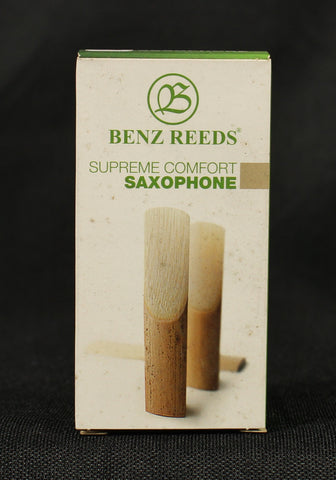 B
BENZ REEDS®
SUPREME COMFORT
SAXOPHONE